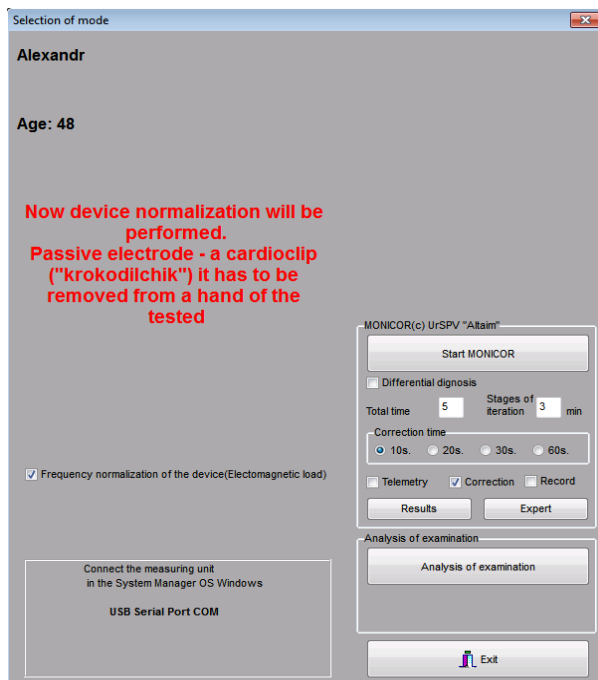 Selection of mode
Alexandr
Age: 48
Now device normalization will be
performed.
Passive electrode - a cardioclip
("krokodilchik") it has to be
removed from a hand of the
tested
Frequency normalization of the device(Electomagnetic load)
Connect the measuring unit
in the System Manager OS Windows
USB Serial Port COM
MONICOR(c) UrSPV "Altaim"
Start MONICOR
Differential dignosis
Total time 5 Stages of
iteration 3 min
Correction time
10s. 20s. 30s. 60s.
Telemetry Correction Record
Results Expert
Analysis of examination
Analysis of examination
Exit